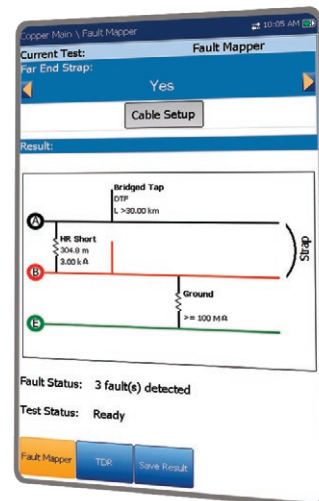 Copper Main \ Fault Mapper
10:05 AM
Current Test:
Fault Mapper
Far End Strap:
Yes
Cable Setup
Result:
Bridged Tap
DTF
L >30.00 km
A
HR Short
304.8 m
3.00 kΩ
Strap
B
Ground
>= 100 MΩ
E
Fault Status: 3 fault(s) detected
Test Status: Ready
Fault Mapper
TDR
Save Result